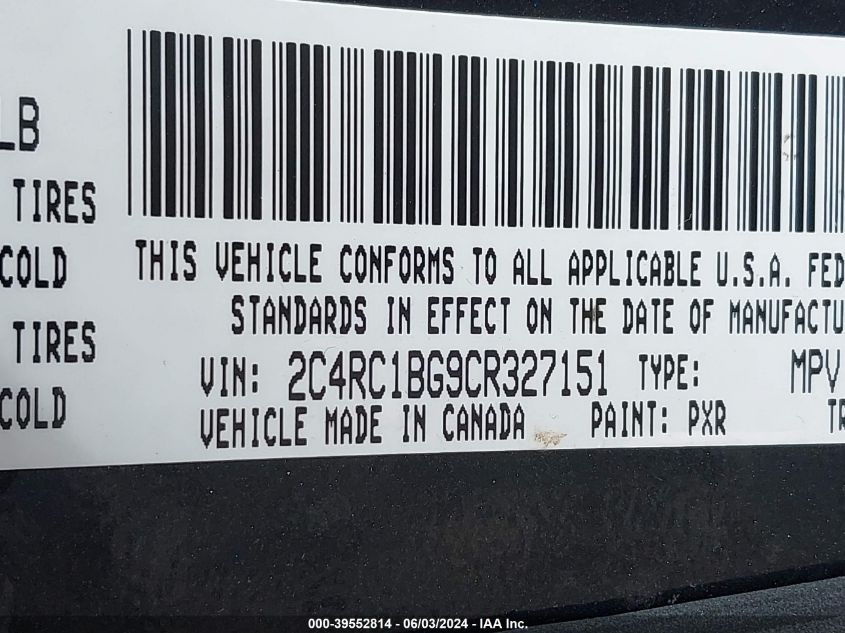 LB
TIRES
COLD
TIRES
COLD
THIS VEHICLE CONFORMS TO ALL APPLICABLE U.S.A. FED
STANDARDS IN EFFECT ON THE DATE OF MANUFACTU
VIN: 2C4RC1BG9CR327151 TYPE: MPV
VEHICLE MADE IN CANADA PAINT: PXR TR
000-39552814 - 06/03/2024 - IAA Inc.